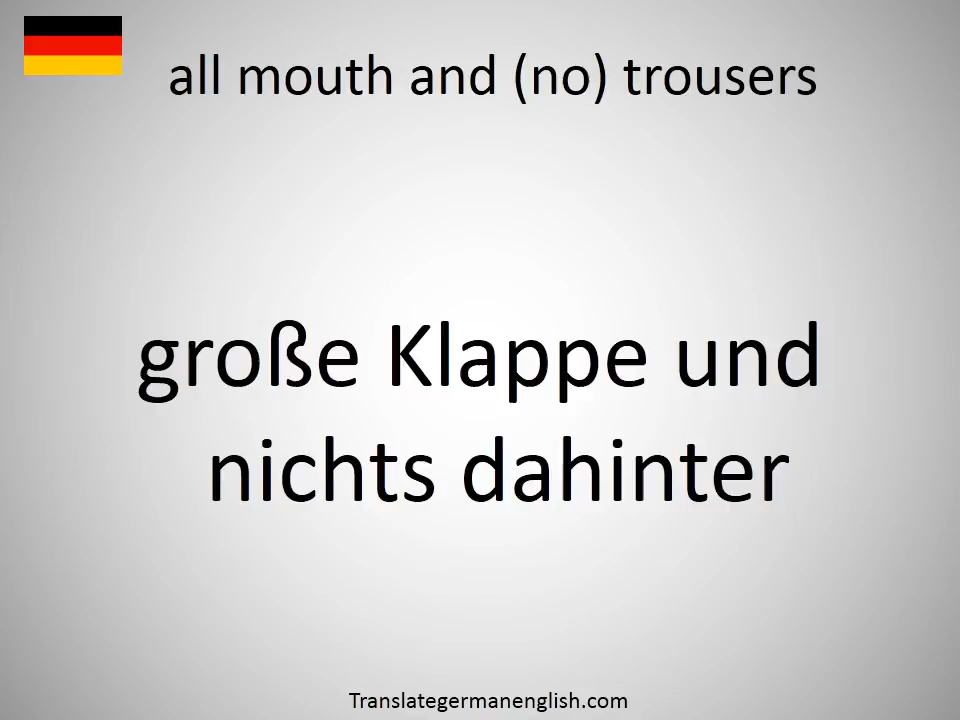 all mouth and (no) trousers
große Klappe und
nichts dahinter
Translategermanenglish.com